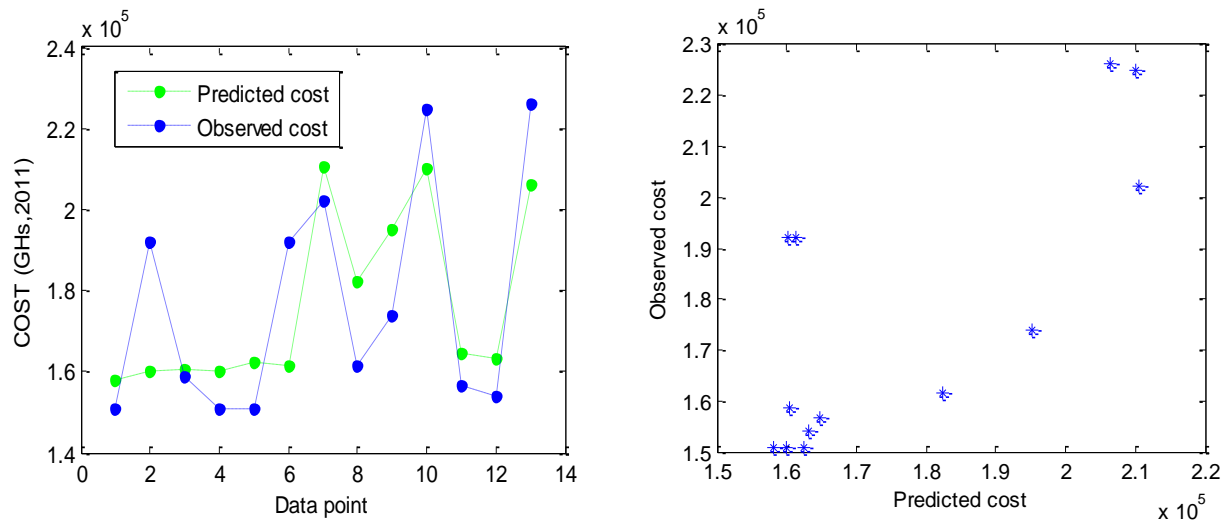 x 10^5
2.4
2.2
2
1.8
1.6
1.4
COST (GHs,2011)
Predicted cost
Observed cost
0 2 4 6 8 10 12 14
Data point
x 10^5
2.3
2.2
2.1
2
1.9
1.8
1.7
1.6
1.5
Observed cost
1.5 1.6 1.7 1.8 1.9 2 2.1 2.2
Predicted cost
x 10^5